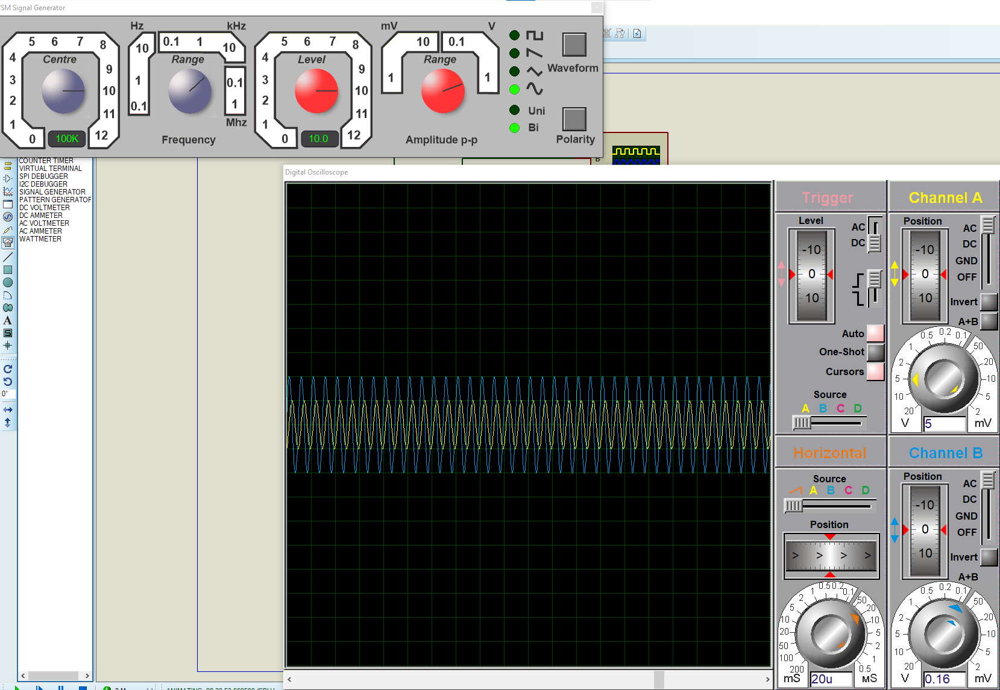 SM Signal Generator
Hz
kHz
mV
V
5 6 7 8
10
0.1 1 10
5 6 7 8
10
0.1
4
Centre
Range
4
Level
Range
Waveform
3
9
1
0.1
3
9
1
1
2
10
0.1
1
2
10
Uni
1
11
Mhz
1
11
Bi
0
100K
12
Frequency
0
10.0
12
Amplitude p-p
Polarity
COUNTER TIMER
VIRTUAL TERMINAL
SPI DEBUGGER
I2C DEBUGGER
SIGNAL GENERATOR
PATTERN GENERATOR
DC VOLTMETER
DC AMMETER
AC VOLTMETER
AC AMMETER
WATTMETER
A
S
0°
B
Digital Oscilloscope
Trigger
Level
-10
0
10
AC
DC
Auto
One-Shot
Cursors
Source
A B C D
Channel A
Position
-10
0
10
AC
DC
GND
OFF
Invert
A+B
20 10 5 2 1 0.5 0.2 0.1 50 20 10 5 2
V
5
mV
Horizontal
Source
A B C D
Position
> > > >
200 100 50 20 10 5 2 1 0.5 0.2 0.1 50 20 10 5 2 1 0.5
mS
20u
мS
Channel B
Position
-10
0
10
AC
DC
GND
OFF
Invert
A+B
20 10 5 2 1 0.5 0.2 0.1 50 20 10 5 2
V
0.16
mV